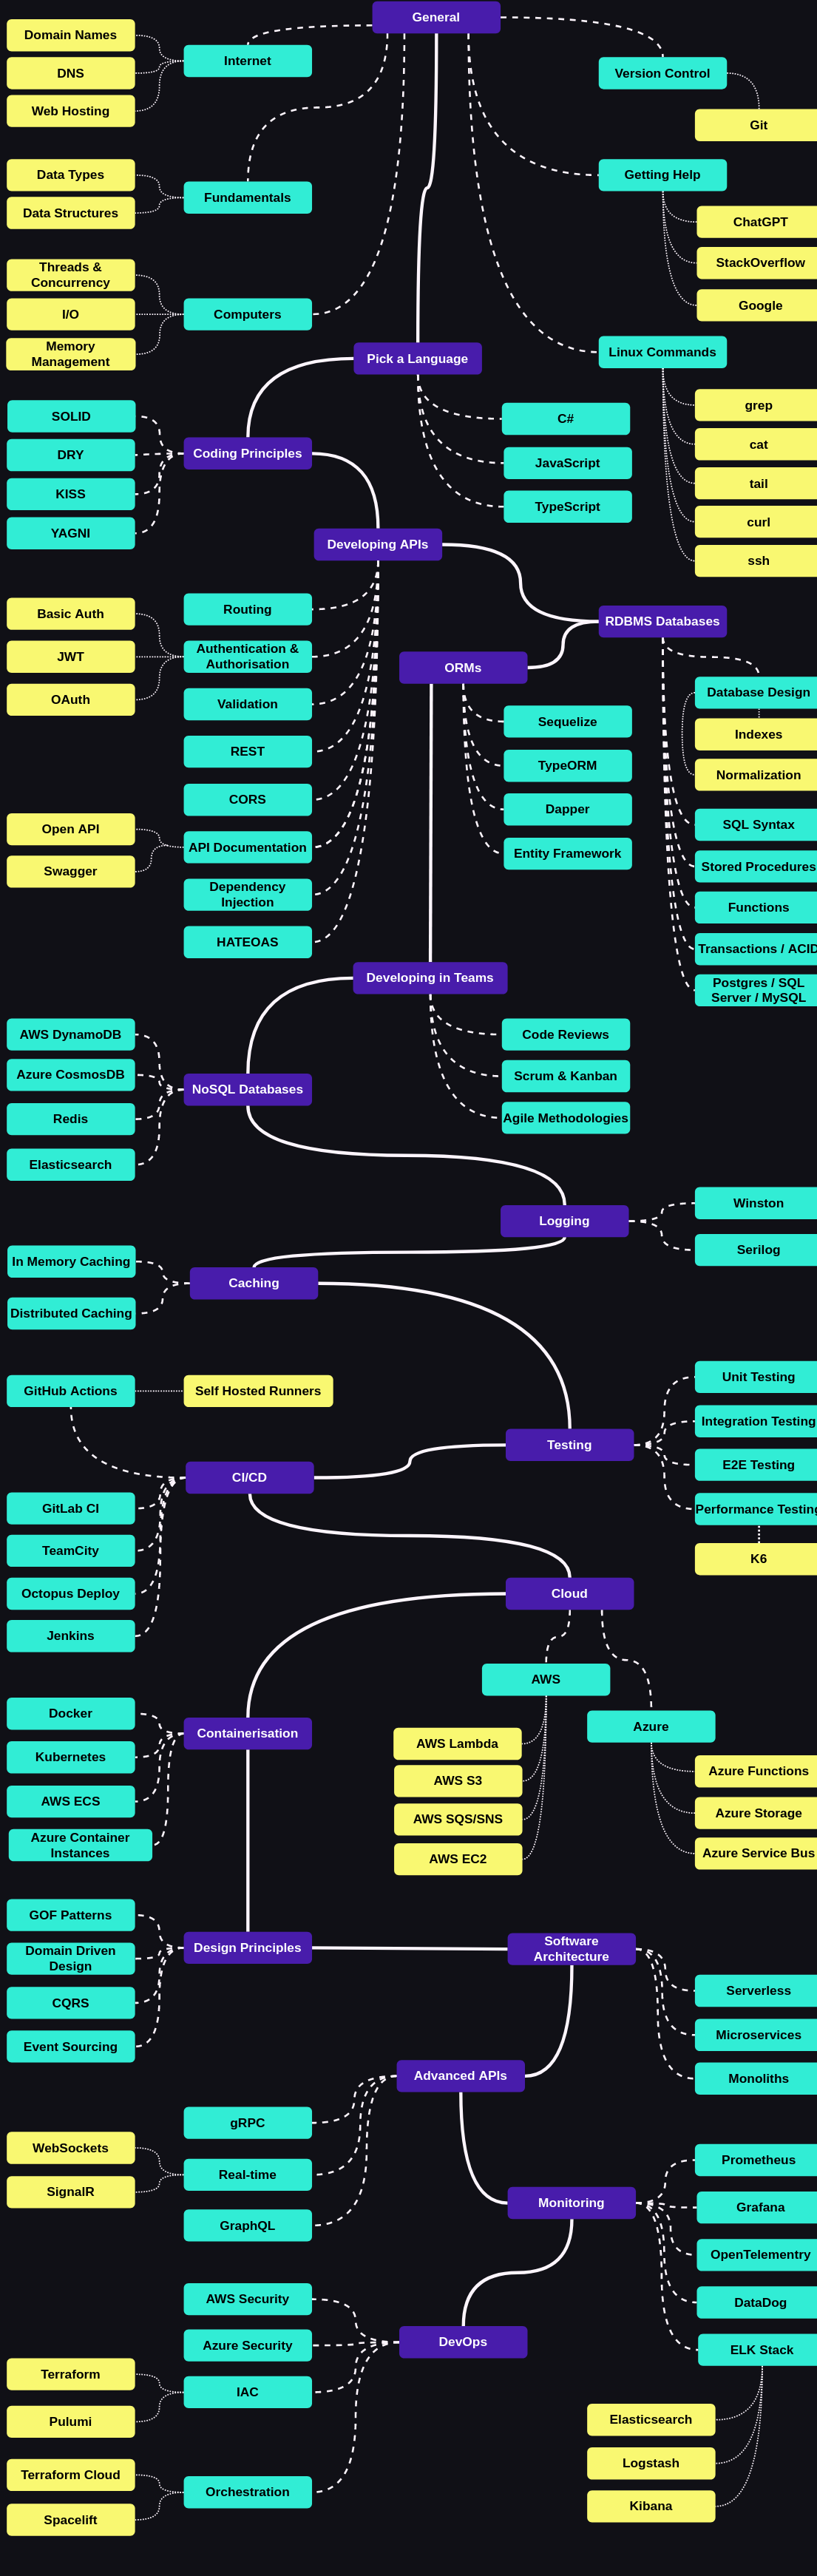 General
Domain Names
Internet
DNS
Version Control
Web Hosting
Git
Data Types
Getting Help
Fundamentals
Data Structures
ChatGPT
StackOverflow
Threads &
Concurrency
Google
I/O
Computers
Memory
Management
Linux Commands
Pick a Language
grep
SOLID
C#
cat
DRY
Coding Principles
JavaScript
tail
KISS
TypeScript
curl
YAGNI
Developing APIs
ssh
Routing
Basic Auth
RDBMS Databases
JWT
Authentication &
Authorisation
ORMs
OAuth
Validation
Database Design
Sequelize
Indexes
REST
TypeORM
Normalization
CORS
Dapper
SQL Syntax
Open API
API Documentation
Entity Framework
Stored Procedures
Swagger
Dependency
Injection
Functions
HATEOAS
Transactions / ACID
Developing in Teams
Postgres / SQL
Server / MySQL
AWS DynamoDB
Code Reviews
Azure CosmosDB
NoSQL Databases
Scrum & Kanban
Redis
Agile Methodologies
Elasticsearch
Winston
Logging
Serilog
In Memory Caching
Caching
Distributed Caching
Unit Testing
GitHub Actions
Self Hosted Runners
Integration Testing
Testing
E2E Testing
CI/CD
GitLab CI
Performance Testing
TeamCity
K6
Octopus Deploy
Cloud
Jenkins
AWS
Docker
Azure
Containerisation
AWS Lambda
Kubernetes
Azure Functions
AWS S3
AWS ECS
Azure Storage
AWS SQS/SNS
Azure Container
Instances
Azure Service Bus
AWS EC2
GOF Patterns
Design Principles
Software
Architecture
Domain Driven
Design
Serverless
CQRS
Microservices
Event Sourcing
Advanced APIs
Monoliths
gRPC
WebSockets
Prometheus
Real-time
SignalR
Monitoring
Grafana
GraphQL
OpenTelementry
AWS Security
DataDog
Azure Security
DevOps
ELK Stack
Terraform
IAC
Pulumi
Elasticsearch
Logstash
Terraform Cloud
Orchestration
Kibana
Spacelift